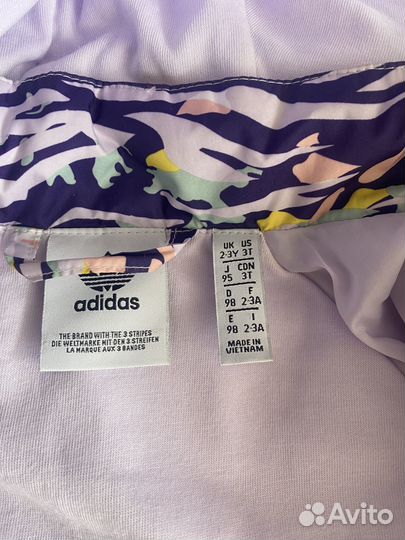 adidas
THE BRAND WITH THE 3 STRIPES
DIE WELTMARKE MIT DEN 3 STREIFEN
LA MARQUE AUX 3 BANDES
UK US
2-3Y 3T
J CDN
95 3T
D F
98 2-3A
E I
98 2-3A
MADE IN
VIETNAM
Avito